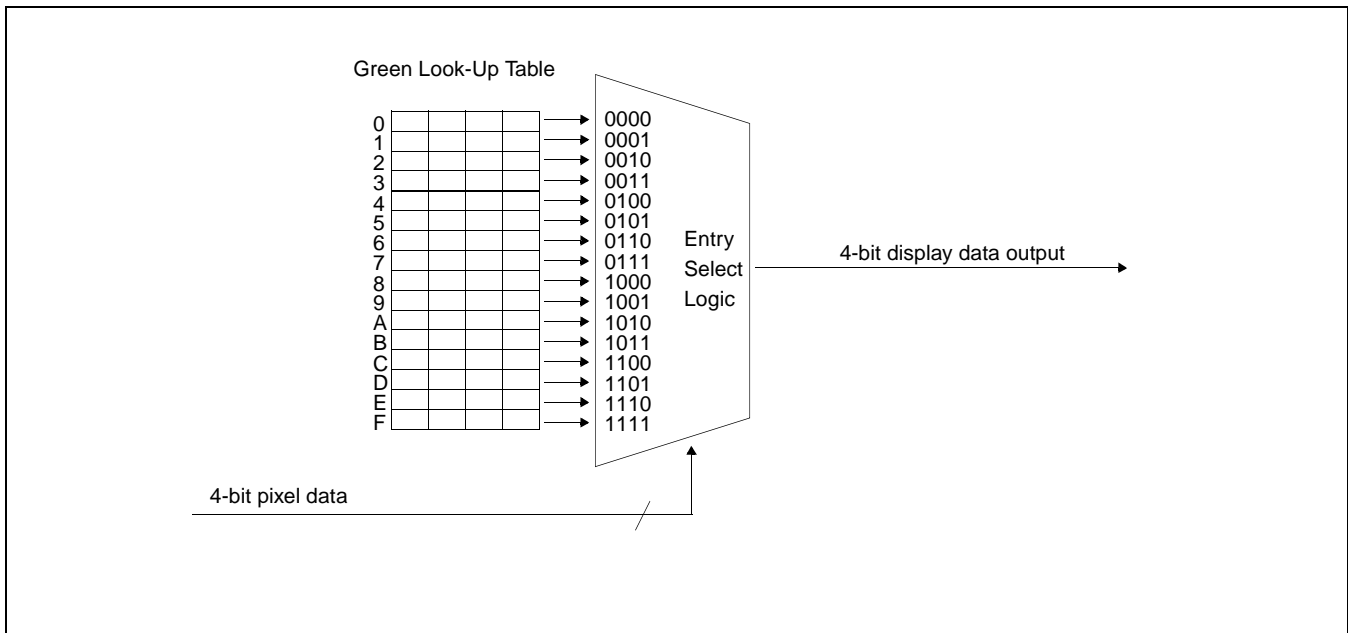 Green Look-Up Table
0 0000
1 0001
2 0010
3 0011
4 0100
5 0101
6 0110
7 0111
8 1000
9 1001
A 1010
B 1011
C 1100
D 1101
E 1110
F 1111
Entry
Select
Logic
4-bit display data output
4-bit pixel data